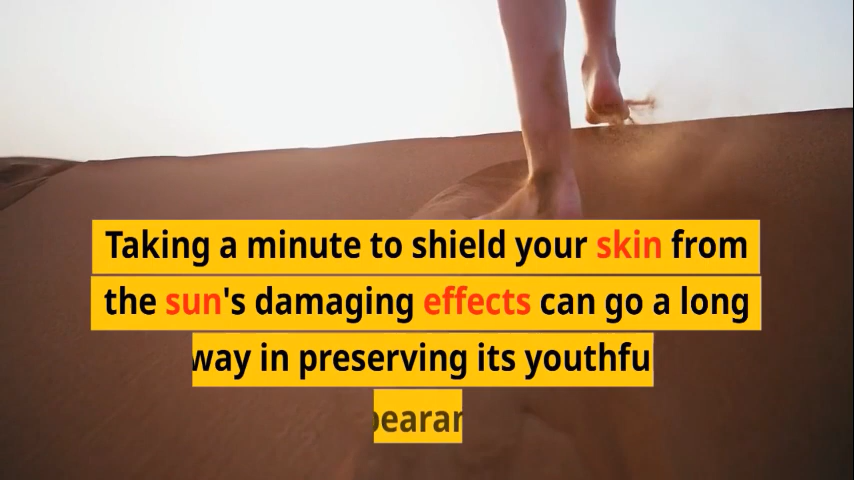 Taking a minute to shield your skin from
the sun's damaging effects can go a long
way in preserving its youthfu